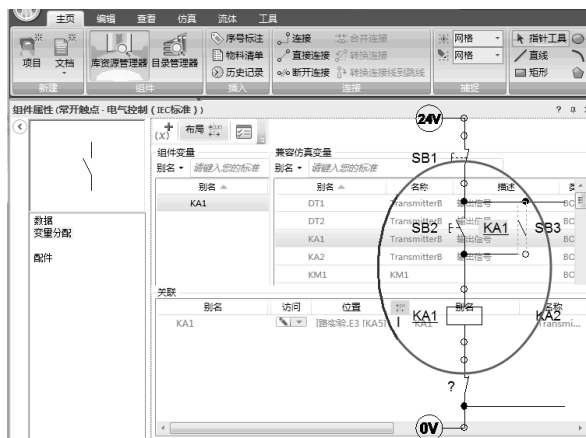 主页 编辑 查看 仿真 流体 工具
项目 文档 库资源管理器 目录管理器
序号标注
物料清单
历史记录
连接 合并连接
直接连接 转换连接
断开连接 转换连接线到跳线
网格
网格
指针工具
直线
矩形
新建 组件 插入 连接 捕捉
组件属性 (常开触点 - 电气控制 (IEC标准))
24V
布局
组件变量 兼容仿真变量
别名 请键入您的标准 别名 请键入您的标准
SB1
别名 别名 名称 描述
KA1 DT1 TransmitterB 输出信号 BO
DT2 TransmitterB 输出信号 BO
SB2 KA1 SB3
KA1 TransmitterB 输出信号 BO
KA2 TransmitterB 输出信号 BO
KM1 KM1 BO
数据
变量分配
配件
关联
别名 访问 位置 别名 名称
KA1 路实验.E3 KA1 KA1 KA2
?
0V